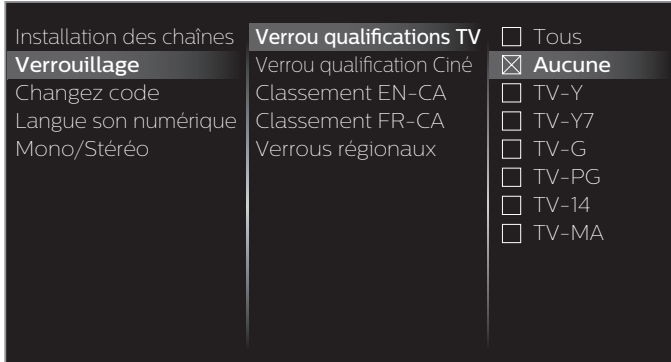 Installation des chaînes
Verrouillage
Changez code
Langue son numérique
Mono/Stéréo
Verrou qualifications TV
Verrou qualification Ciné
Classement EN-CA
Classement FR-CA
Verrous régionaux
Tous
Aucune
TV-Y
TV-Y7
TV-G
TV-PG
TV-14
TV-MA